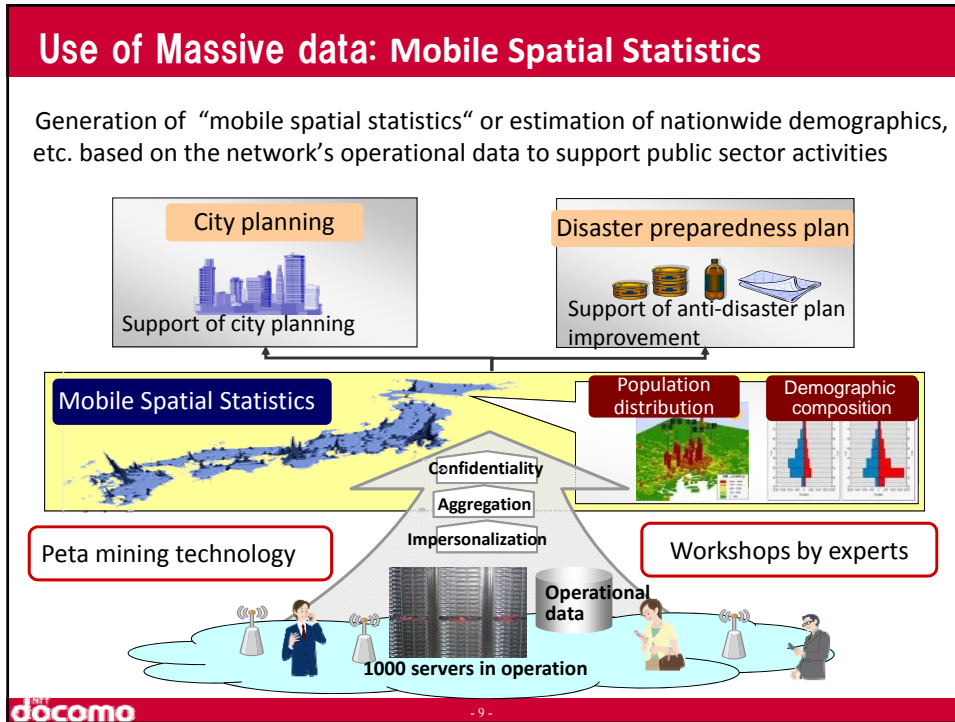 Use of Massive data: Mobile Spatial Statistics
Generation of "mobile spatial statistics" or estimation of nationwide demographics,
etc. based on the network's operational data to support public sector activities
City planning
Support of city planning
Disaster preparedness plan
Support of anti-disaster plan
improvement
Mobile Spatial Statistics
Population
distribution
Demographic
composition
Confidentiality
Aggregation
Impersonalization
Peta mining technology
Workshops by experts
Operational
data
1000 servers in operation
NTT
docomo
- 9 -